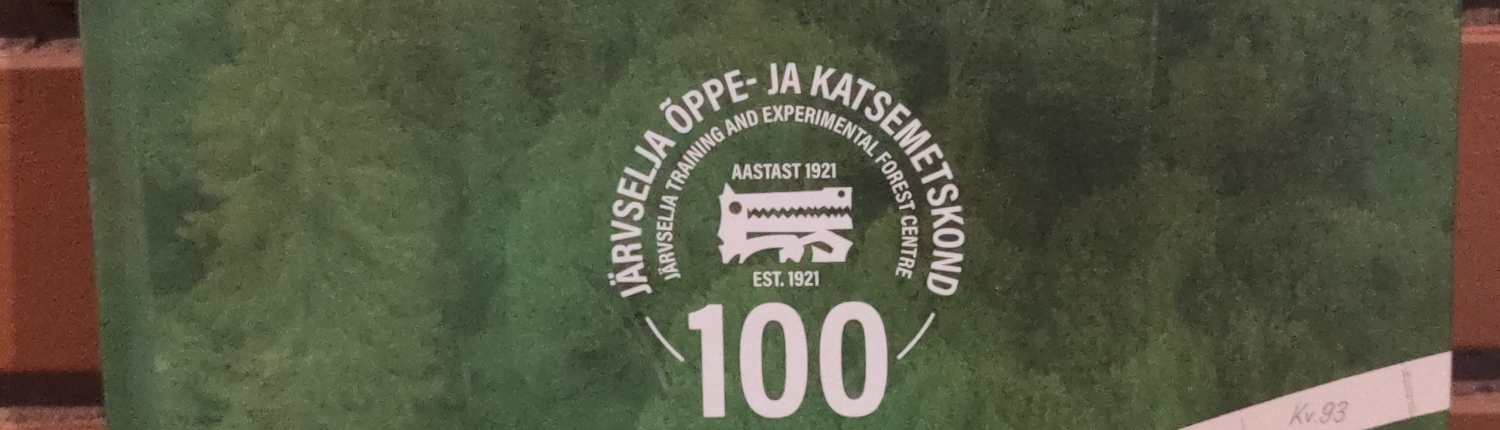 JÄRVSELJA ÕPPE- JA KATSEMETSKOND
JÄRVSELJA TRAINING AND EXPERIMENTAL FOREST CENTRE
AASTAST 1921
EST. 1921
100
Kv.93